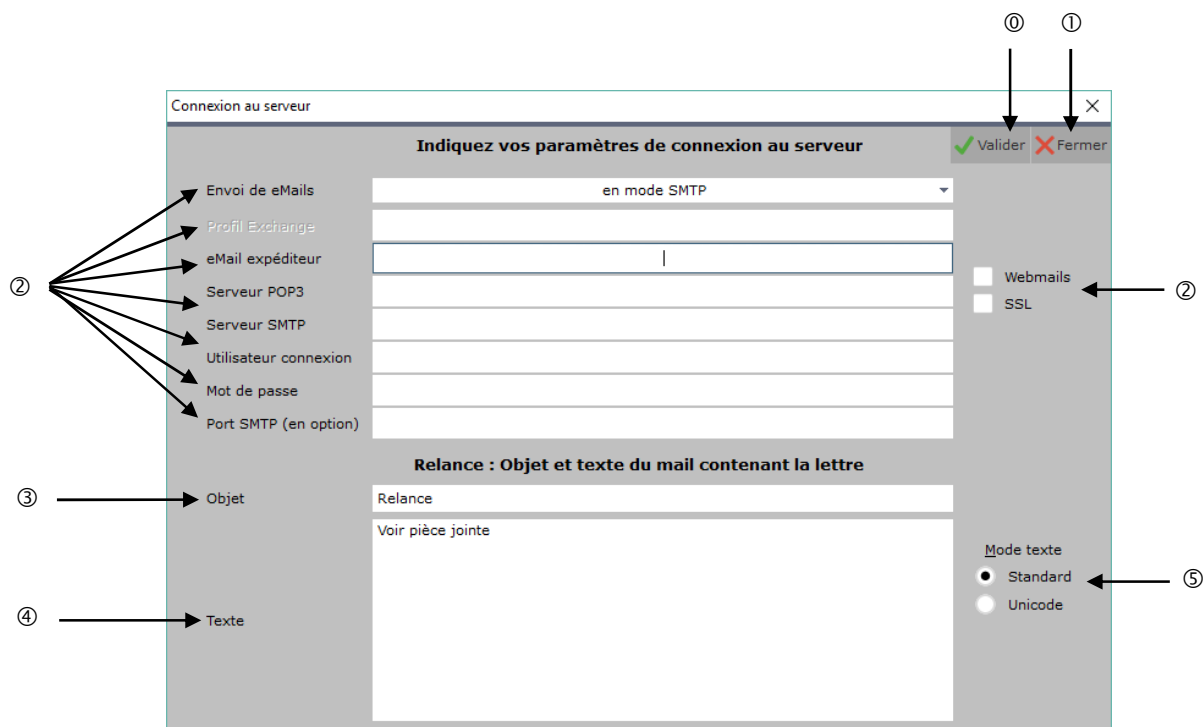 ⓪ ①
Connexion au serveur
Indiquez vos paramètres de connexion au serveur
Valider Fermer
Envoi de eMails en mode SMTP
Profil Exchange
eMail expéditeur
② Serveur POP3 Webmails ②
SSL
Serveur SMTP
Utilisateur connexion
Mot de passe
Port SMTP (en option)
Relance : Objet et texte du mail contenant la lettre
③ Objet Relance
Voir pièce jointe
Mode texte
Standard ⑤
Unicode
④ Texte